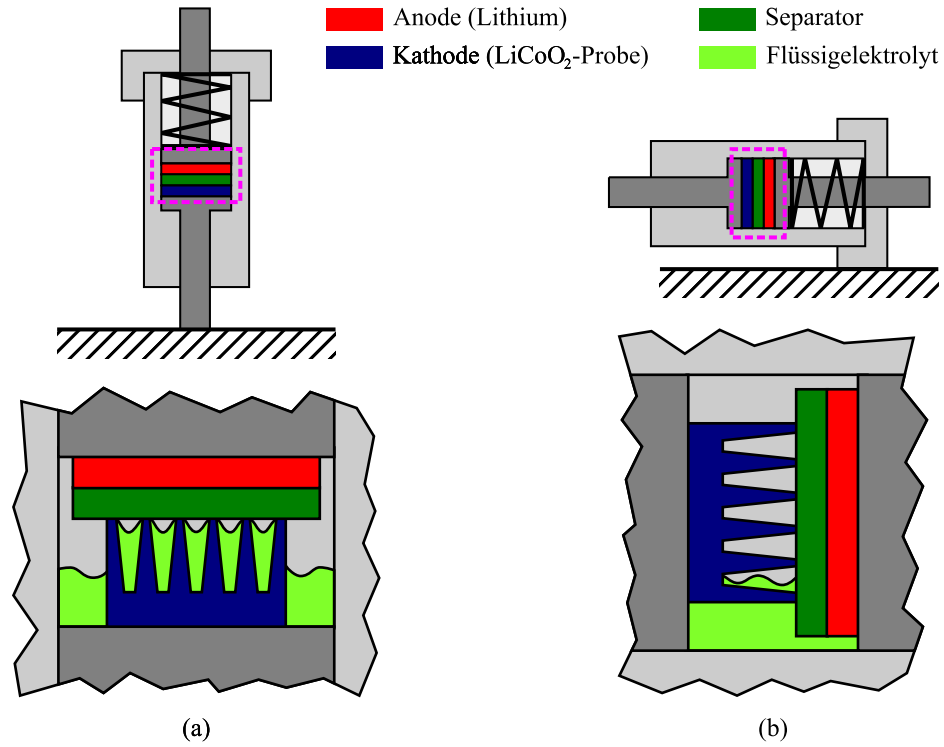 Anode (Lithium)
Separator
Kathode (LiCoO₂-Probe)
Flüssigelektrolyt
(a)
(b)